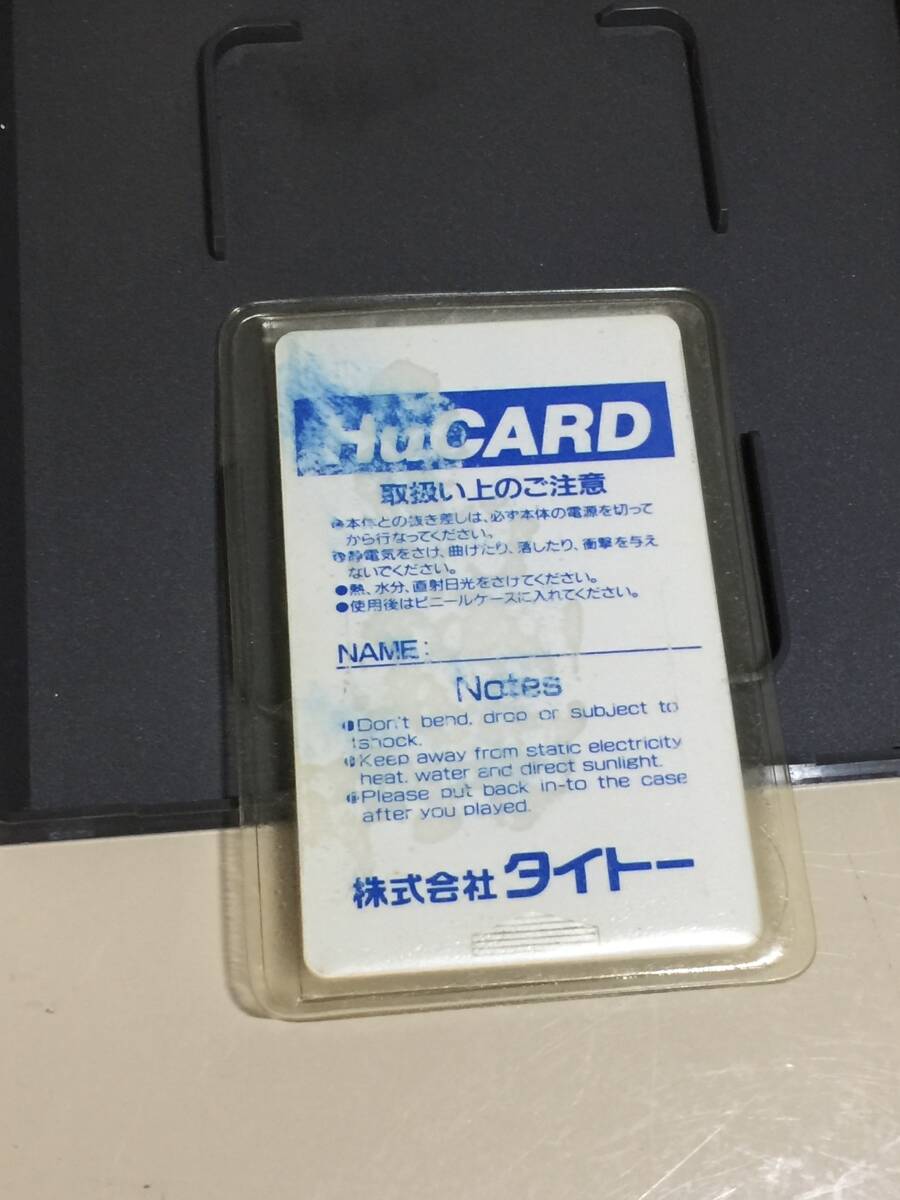 HuCARD
取扱い上のご注意
●本体との抜き差しは、必ず本体の電源を切って
から行なってください。
●静電気をさけ、曲げたり、落したり、衝撃を与え
ないでください。
●熱、水分、直射日光をさけてください。
●使用後はビニールケースに入れてください。
NAME:
Notes
●Don't bend, drop or subject to
shock.
●Keep away from static electricity
heat, water and direct sunlight.
●Please put back in-to the case
after you played.
株式会社 タイトー